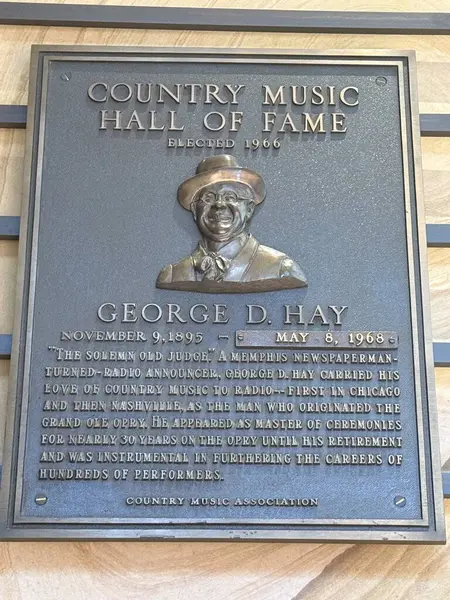 COUNTRY MUSIC
HALL OF FAME
ELECTED 1966
GEORGE D. HAY
NOVEMBER 9, 1895 – MAY 8, 1968
"THE SOLEMN OLD JUDGE." A MEMPHIS NEWSPAPERMAN-
TURNED-RADIO ANNOUNCER, GEORGE D. HAY CARRIED HIS
LOVE OF COUNTRY MUSIC TO RADIO--FIRST IN CHICAGO
AND THEN NASHVILLE, AS THE MAN WHO ORIGINATED THE
GRAND OLE OPRY. HE APPEARED AS MASTER OF CEREMONIES
FOR NEARLY 30 YEARS ON THE OPRY UNTIL HIS RETIREMENT
AND WAS INSTRUMENTAL IN FURTHERING THE CAREERS OF
HUNDREDS OF PERFORMERS.
COUNTRY MUSIC ASSOCIATION